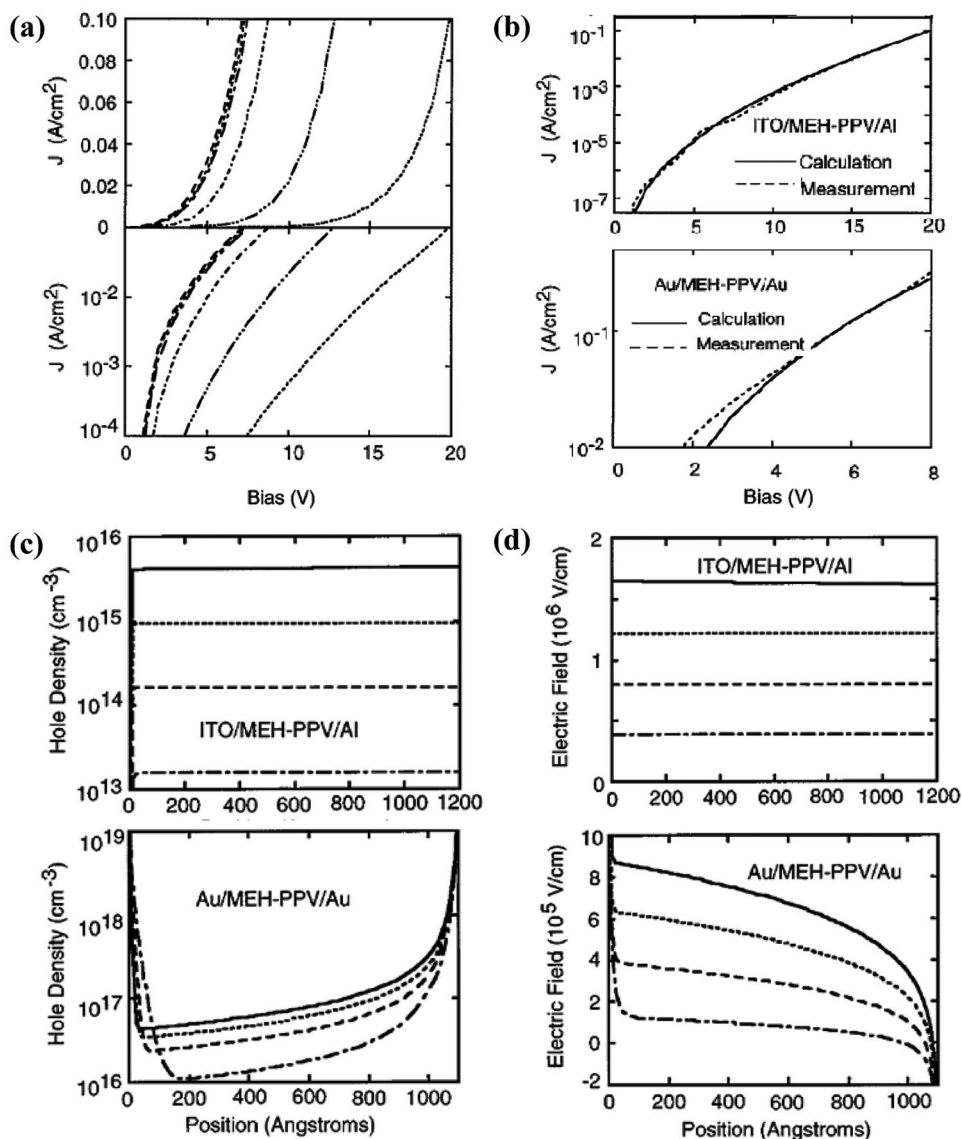 (a)
0.10
0.08
0.06
0.04
0.02
0
J (A/cm²)
10⁻²
10⁻³
10⁻⁴
J (A/cm²)
0 5 10 15 20
Bias (V)
(b)
10⁻¹
10⁻³
10⁻⁵
10⁻⁷
J (A/cm²)
ITO/MEH-PPV/Al
Calculation
Measurement
0 5 10 15 20
Au/MEH-PPV/Au
Calculation
Measurement
10⁻¹
10⁻²
J (A/cm²)
0 2 4 6 8
Bias (V)
(c)
10¹⁶
10¹⁵
10¹⁴
10¹³
Hole Density (cm⁻³)
ITO/MEH-PPV/Al
0 200 400 600 800 1000 1200
10¹⁹
10¹⁸
10¹⁷
10¹⁶
Hole Density (cm⁻³)
Au/MEH-PPV/Au
0 200 400 600 800 1000
Position (Angstroms)
(d)
2
1
0
Electric Field (10⁶ V/cm)
ITO/MEH-PPV/Al
0 200 400 600 800 1000 1200
10
8
6
4
2
0
-2
Electric Field (10⁵ V/cm)
Au/MEH-PPV/Au
0 200 400 600 800 1000
Position (Angstroms)